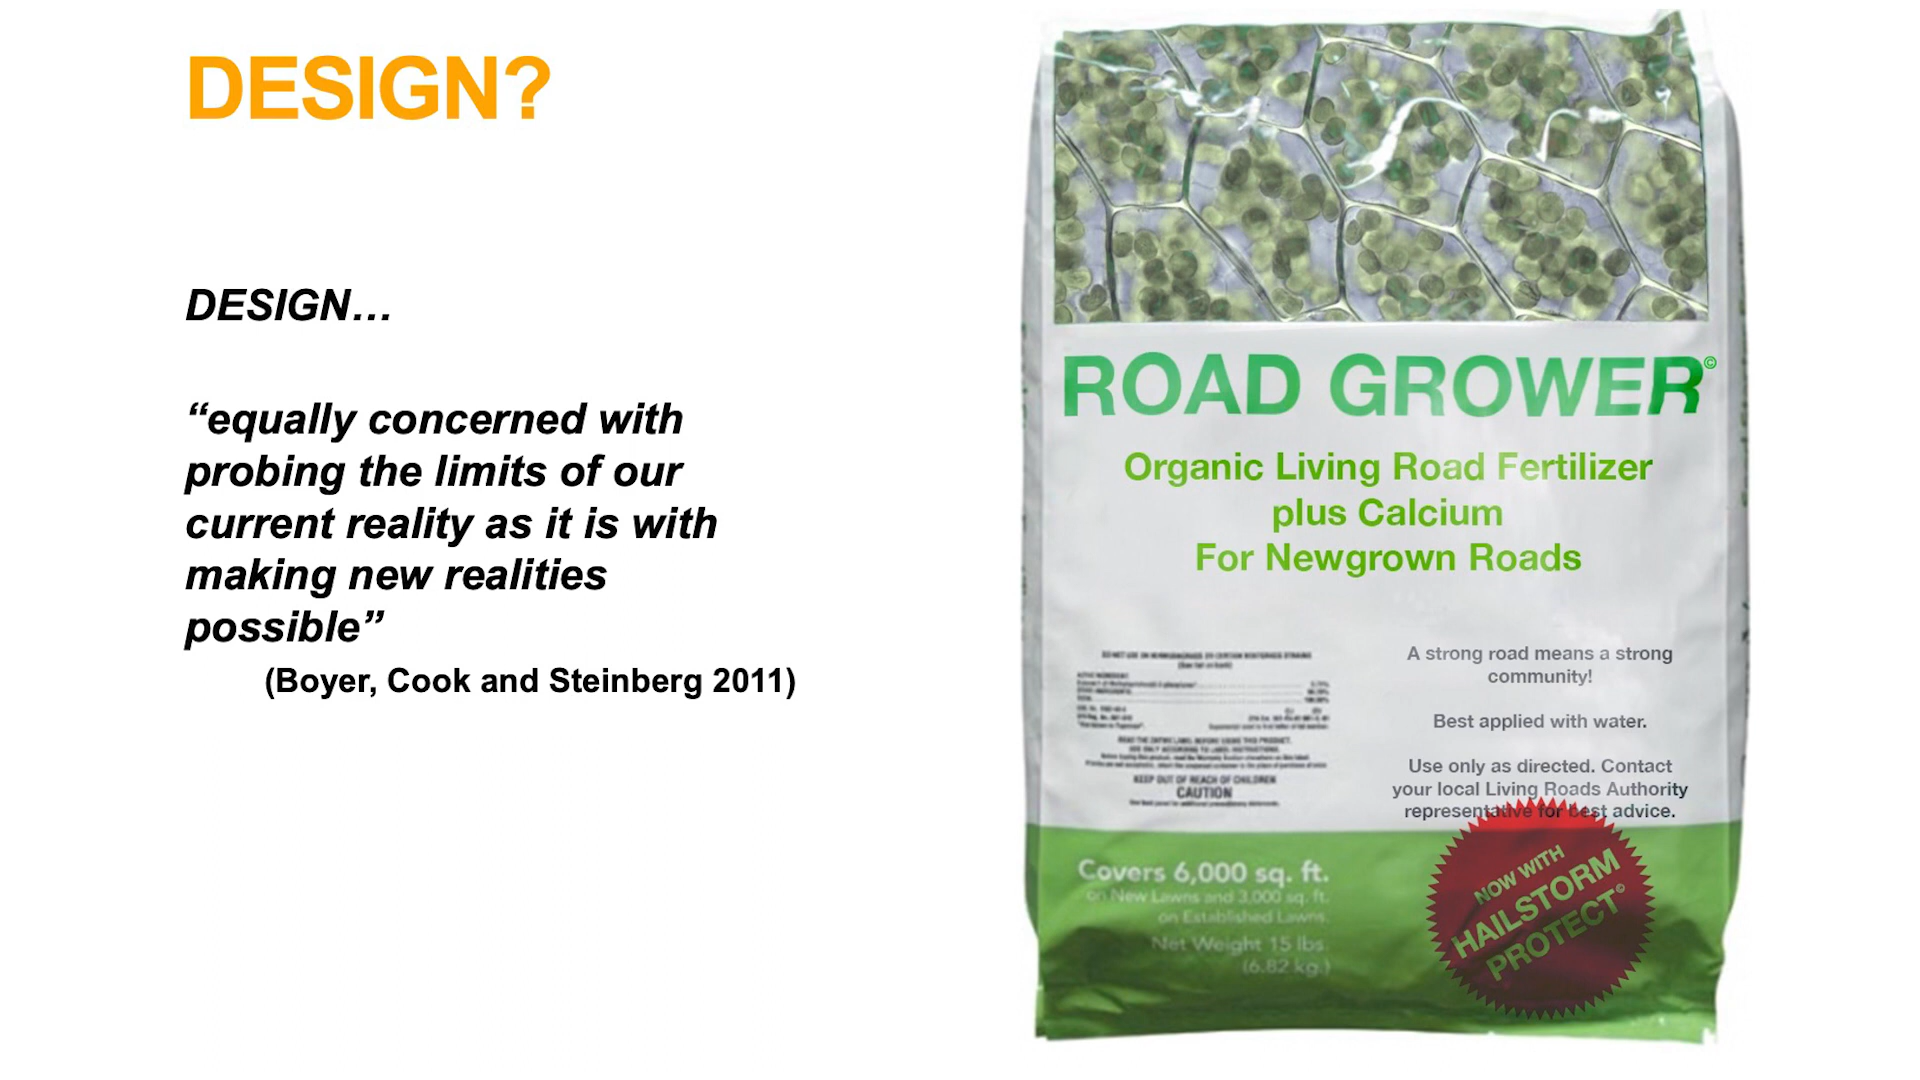 DESIGN?
DESIGN…
“equally concerned with
probing the limits of our
current reality as it is with
making new realities
possible”
(Boyer, Cook and Steinberg 2011)
ROAD GROWER©
Organic Living Road Fertilizer
plus Calcium
For Newgrown Roads
KEEP OUT OF REACH OF CHILDREN
CAUTION
A strong road means a strong
community!
Best applied with water.
Use only as directed. Contact
your local Living Roads Authority
representative for best advice.
Covers 6,000 sq. ft.
on New Lawns and 3,000 sq. ft.
on Established Lawns.
Net Weight 15 lbs.
(6.82 kg.)
NOW WITH
HAILSTORM
PROTECT©